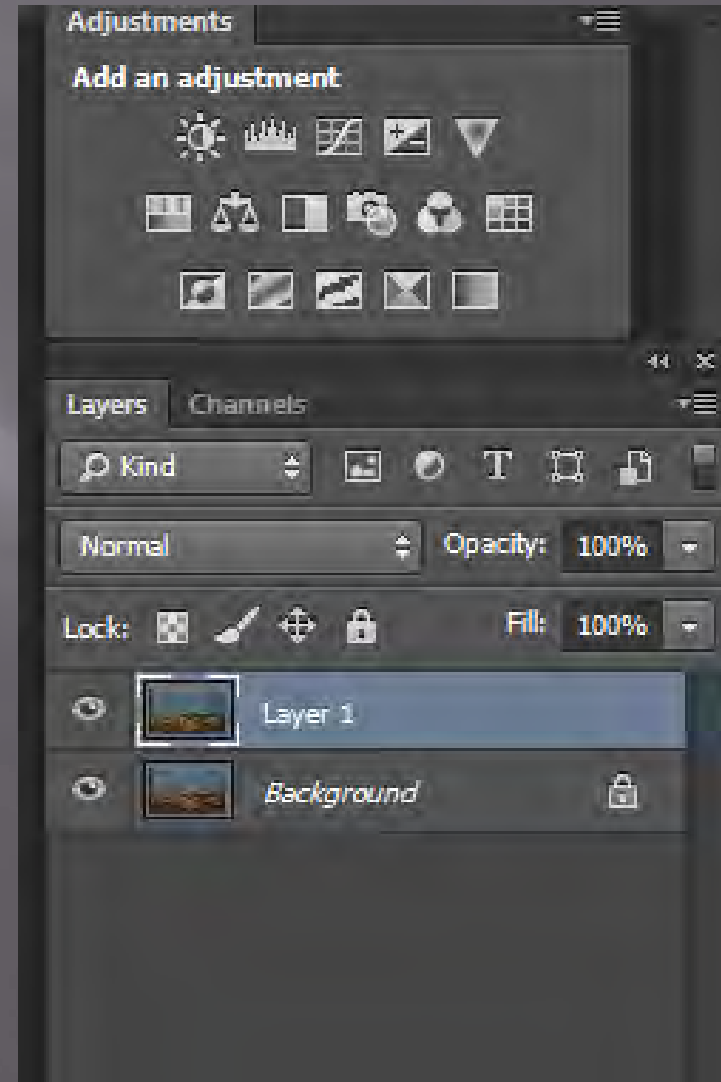 Adjustments
Add an adjustment
Layers Channels
Kind
Normal Opacity: 100%
Lock: Fill: 100%
Layer 1
Background